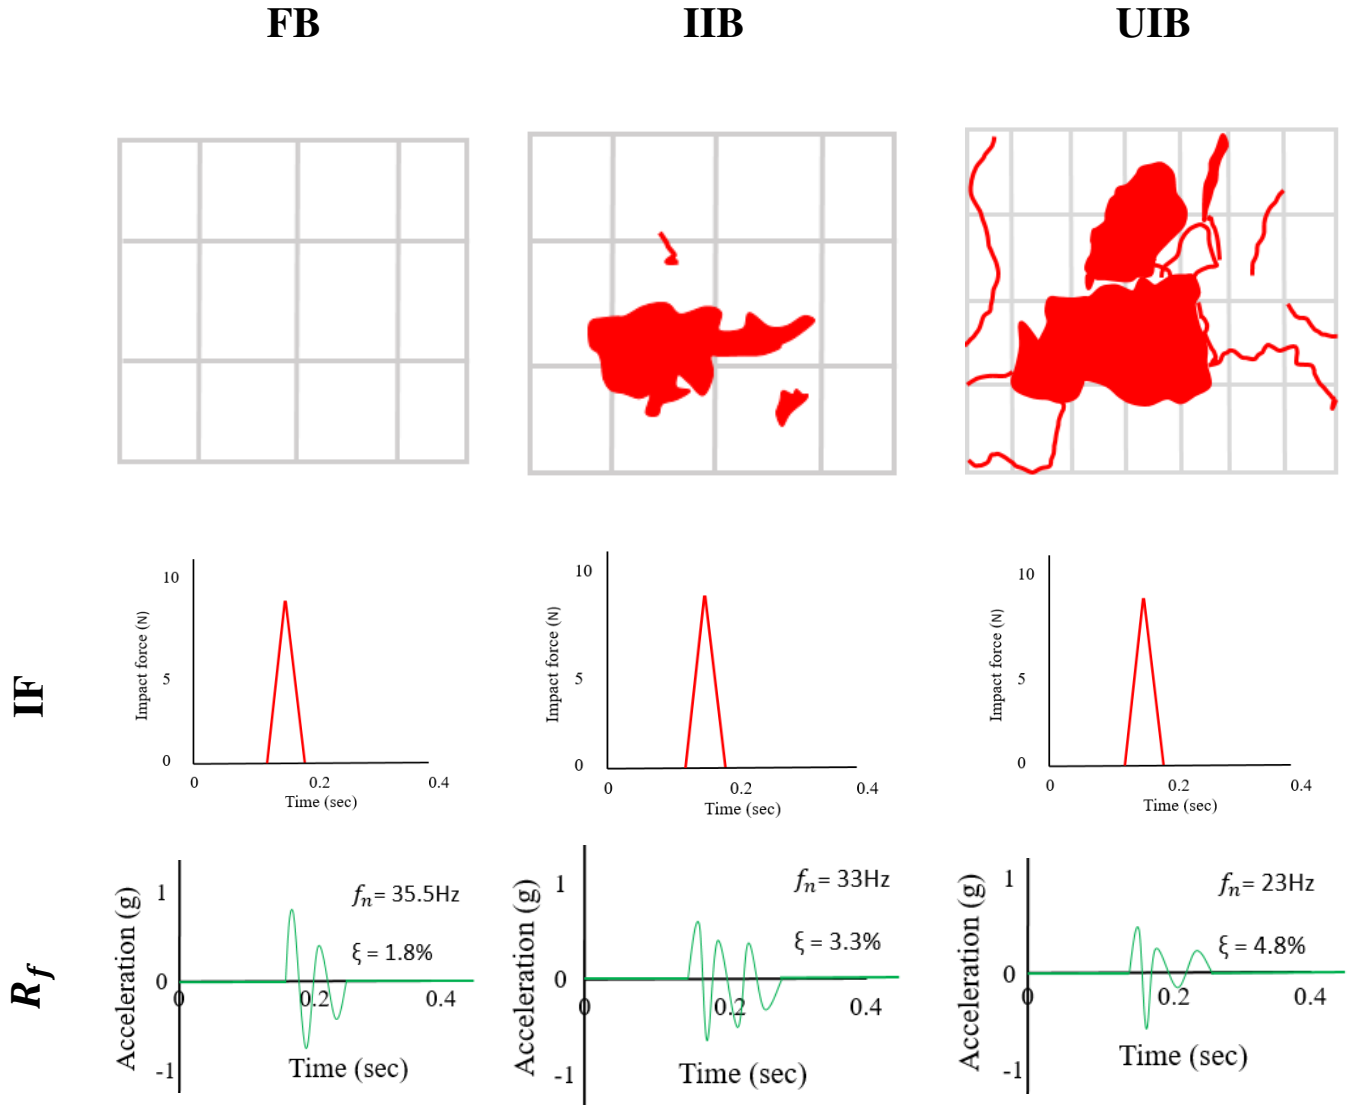 FB
IIB
UIB
IF
10
5
0
Impact force (N)
0
0.2
0.4
Time (sec)
10
5
0
Impact force (N)
0
0.2
0.4
Time (sec)
10
5
0
Impact force (N)
0
0.2
0.4
Time (sec)
Rf
1
0
-1
Acceleration (g)
fn= 35.5Hz
ξ = 1.8%
0
0.2
0.4
Time (sec)
1
0
-1
Acceleration (g)
fn= 33Hz
ξ = 3.3%
0
0.2
0.4
Time (sec)
1
0
-1
Acceleration (g)
fn= 23Hz
ξ = 4.8%
0
0.2
0.4
Time (sec)